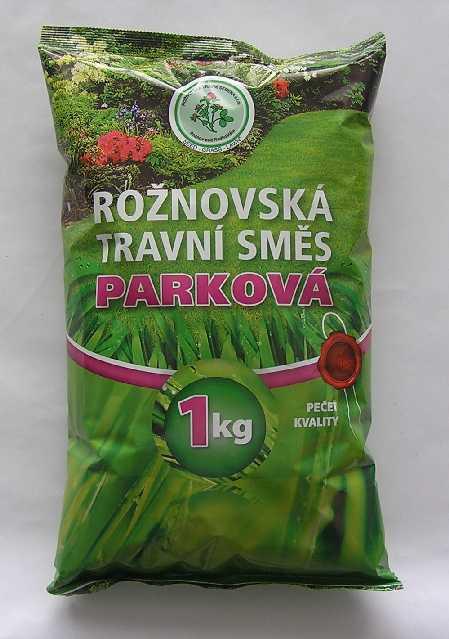 ROŽNOVSKÁ
TRAVNÍ SMĚS
PARKOVÁ
1kg
PEČEŤ
KVALITY